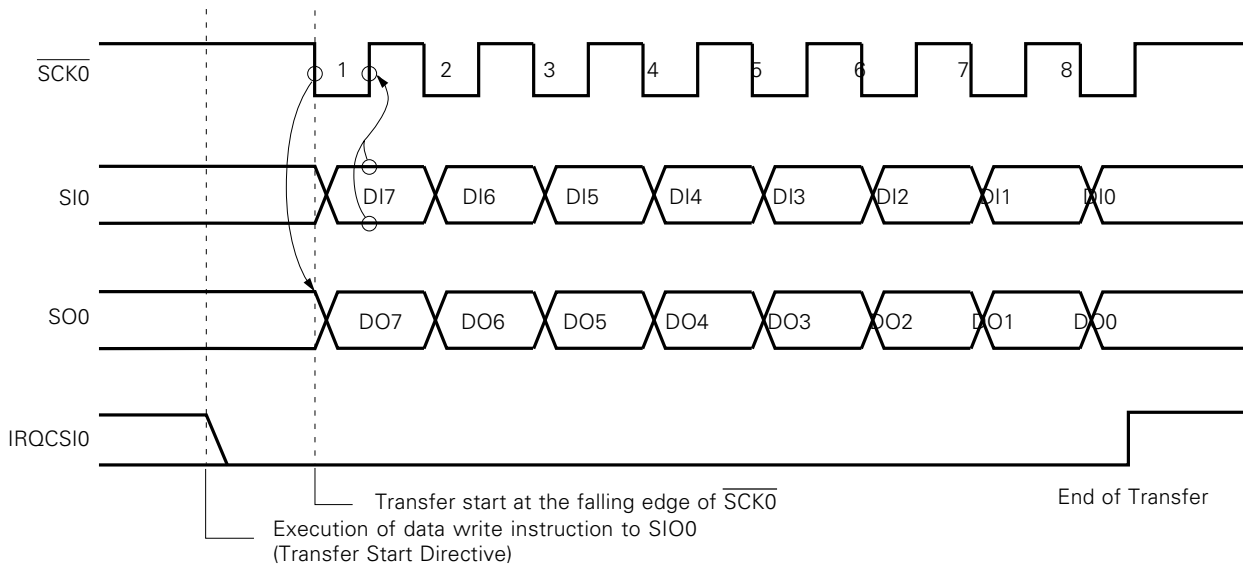 SCK0 1 2 3 4 5 6 7 8
SI0 DI7 DI6 DI5 DI4 DI3 DI2 DI1 DI0
SO0 DO7 DO6 DO5 DO4 DO3 DO2 DO1 DO0
IRQCSI0
Transfer start at the falling edge of SCK0
End of Transfer
Execution of data write instruction to SIO0
(Transfer Start Directive)